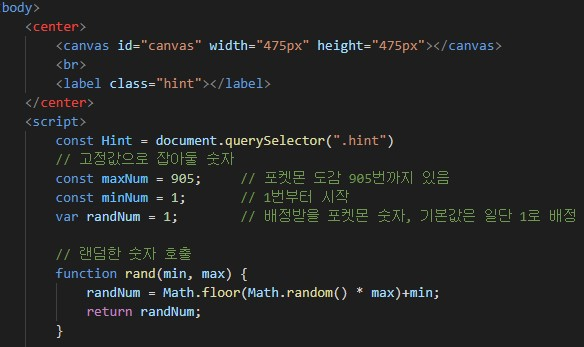 body>
<center>
<canvas id="canvas" width="475px" height="475px"></canvas>
<br>
<label class="hint"></label>
</center>
<script>
const Hint = document.querySelector(".hint")
// 고정값으로 잡아둘 숫자
const maxNum = 905; // 포켓몬 도감 905번까지 있음
const minNum = 1; // 1번부터 시작
var randNum = 1; // 배정받을 포켓몬 숫자, 기본값은 일단 1로 배정
// 랜덤한 숫자 호출
function rand(min, max) {
randNum = Math.floor(Math.random() * max)+min;
return randNum;
}